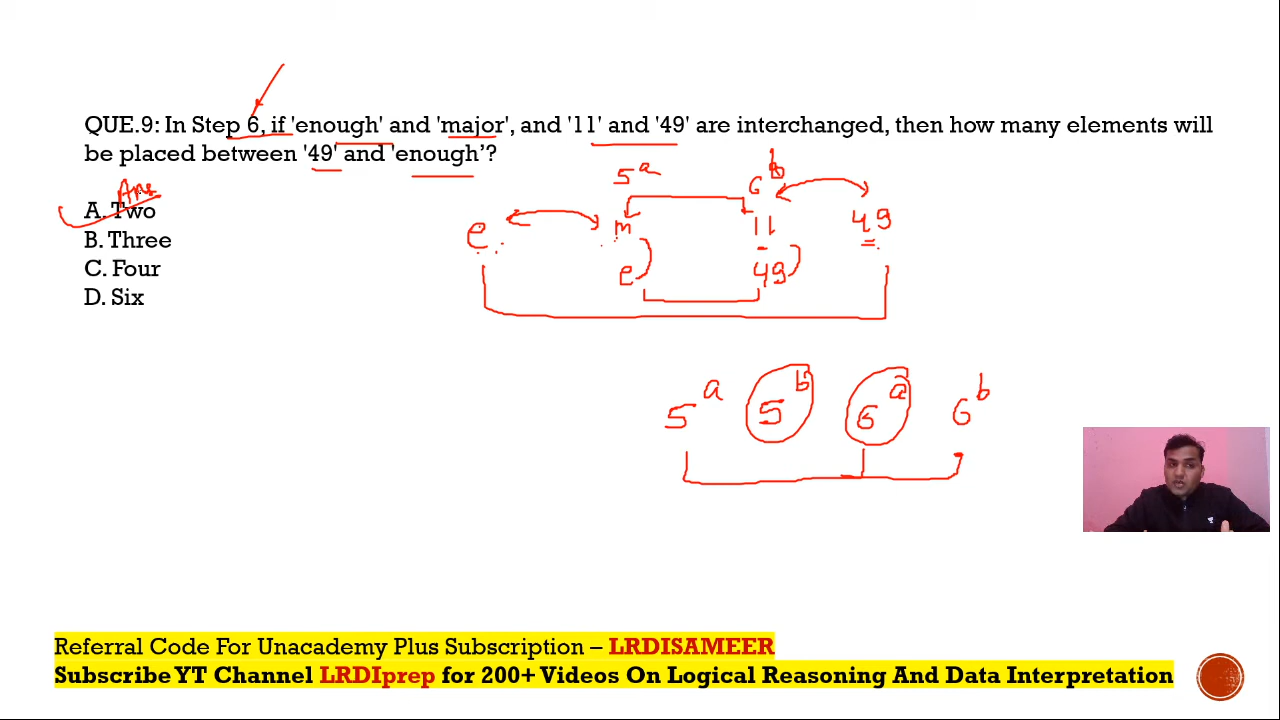 QUE.9: In Step 6, if 'enough' and 'major', and '11' and '49' are interchanged, then how many elements will
be placed between '49' and 'enough’?
Ans
A. Two
B. Three
C. Four
D. Six
5a 6b
e m 11 49
e 49
5a 5b 6a 6b
Referral Code For Unacademy Plus Subscription – LRDISAMEER
Subscribe YT Channel LRDIprep for 200+ Videos On Logical Reasoning And Data Interpretation